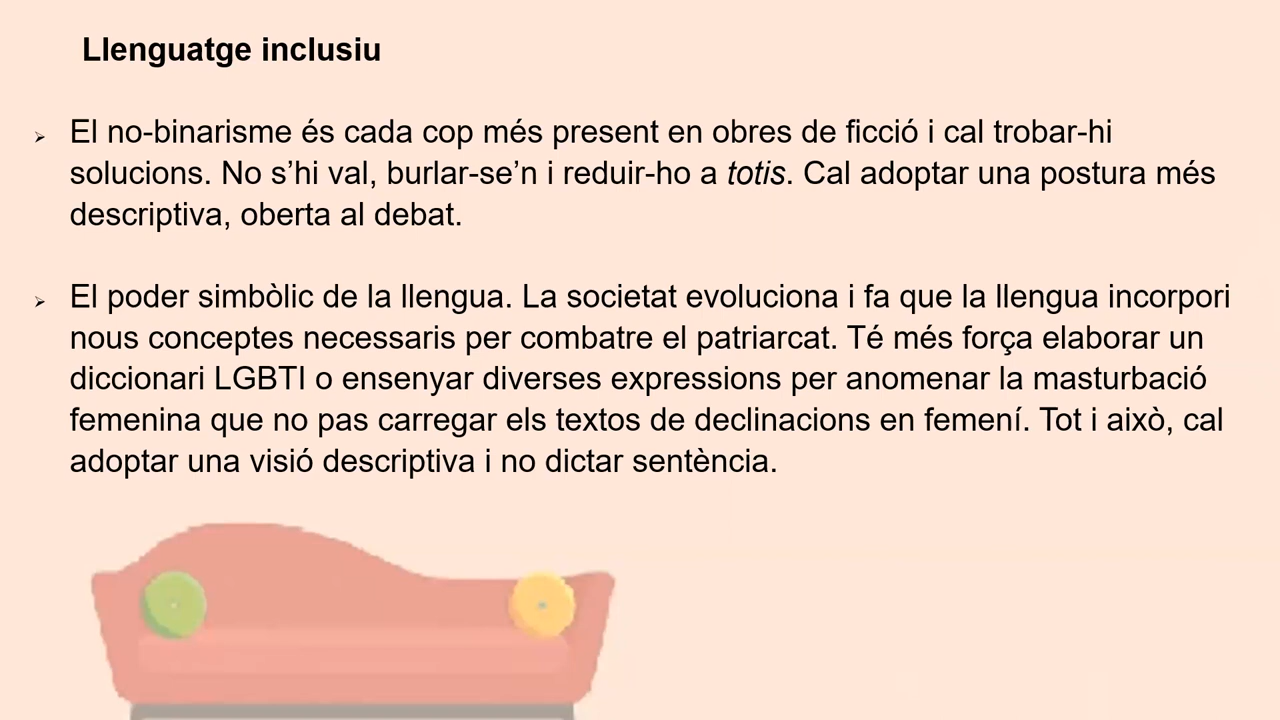 Llenguatge inclusiu
El no-binarisme és cada cop més present en obres de ficció i cal trobar-hi
solucions. No s’hi val, burlar-se’n i reduir-ho a totis. Cal adoptar una postura més
descriptiva, oberta al debat.
El poder simbòlic de la llengua. La societat evoluciona i fa que la llengua incorpori
nous conceptes necessaris per combatre el patriarcat. Té més força elaborar un
diccionari LGBTI o ensenyar diverses expressions per anomenar la masturbació
femenina que no pas carregar els textos de declinacions en femení. Tot i això, cal
adoptar una visió descriptiva i no dictar sentència.